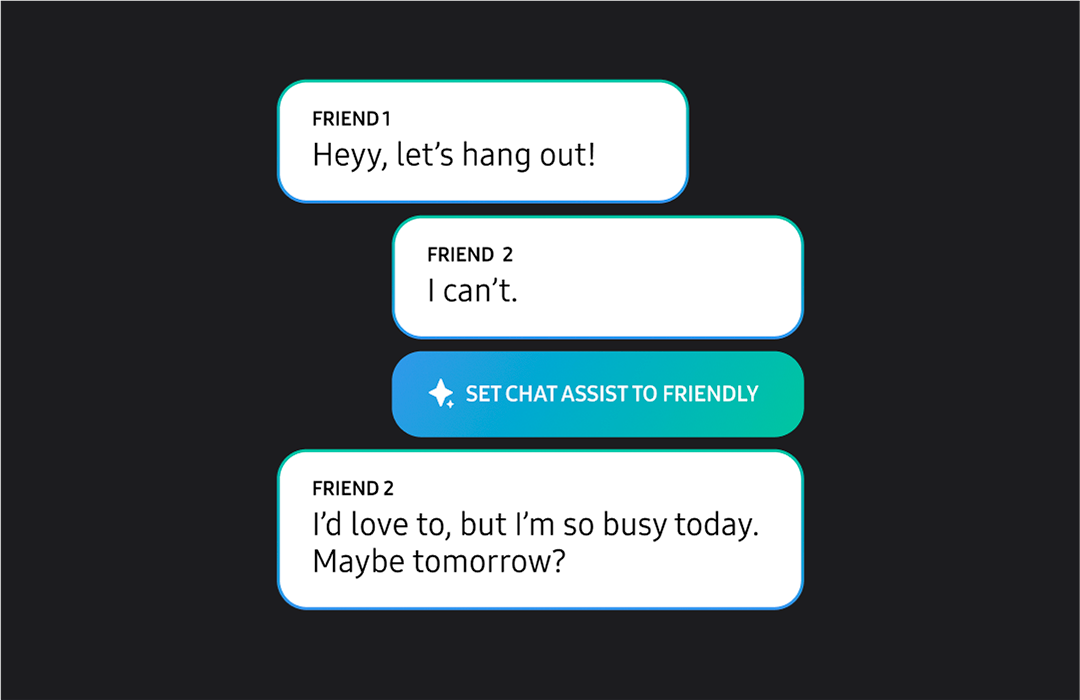 FRIEND 1
Heyy, let’s hang out!
FRIEND 2
I can’t.
SET CHAT ASSIST TO FRIENDLY
FRIEND 2
I’d love to, but I’m so busy today.
Maybe tomorrow?